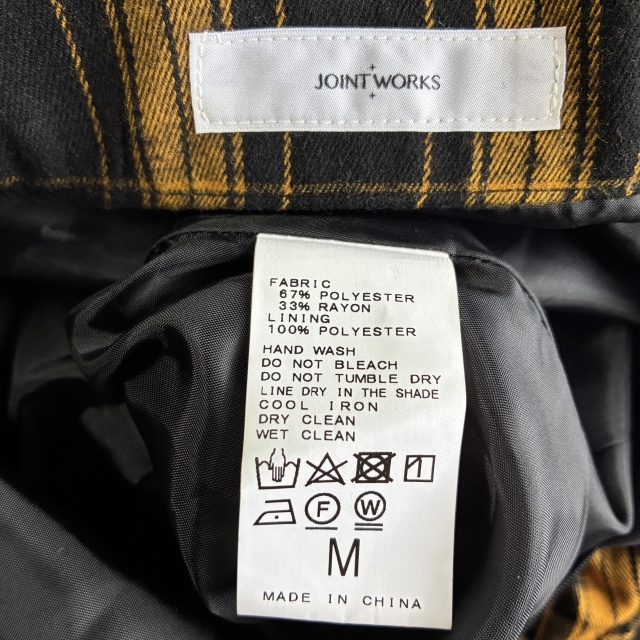 JOINT WORKS
FABRIC
67% POLYESTER
33% RAYON
LINING
100% POLYESTER
HAND WASH
DO NOT BLEACH
DO NOT TUMBLE DRY
LINE DRY IN THE SHADE
COOL IRON
DRY CLEAN
WET CLEAN
F W
M
MADE IN CHINA